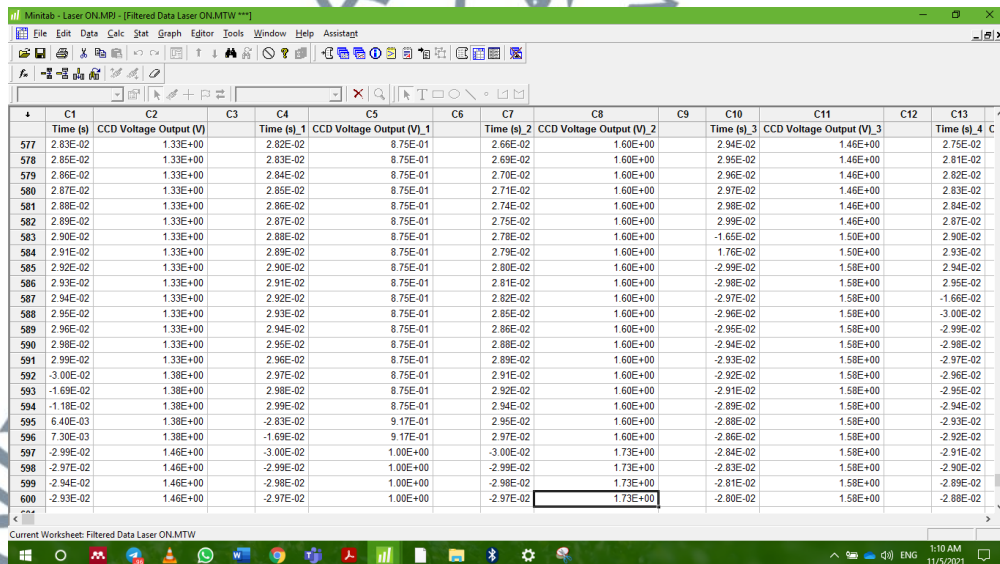 Minitab - Laser ON.MPJ - [Filtered Data Laser ON.MTW ***]
File Edit Data Calc Stat Graph Editor Tools Window Help Assistant
C1 C2 C3 C4 C5 C6 C7 C8 C9 C10 C11 C12 C13
Time (s) CCD Voltage Output (V) Time (s)_1 CCD Voltage Output (V)_1 Time (s)_2 CCD Voltage Output (V)_2 Time (s)_3 CCD Voltage Output (V)_3 Time (s)_4 C
577 2.83E-02 1.33E+00 2.82E-02 8.75E-01 2.66E-02 1.60E+00 2.94E-02 1.46E+00 2.75E-02
578 2.85E-02 1.33E+00 2.83E-02 8.75E-01 2.69E-02 1.60E+00 2.95E-02 1.46E+00 2.81E-02
579 2.86E-02 1.33E+00 2.84E-02 8.75E-01 2.70E-02 1.60E+00 2.96E-02 1.46E+00 2.82E-02
580 2.87E-02 1.33E+00 2.85E-02 8.75E-01 2.71E-02 1.60E+00 2.97E-02 1.46E+00 2.83E-02
581 2.88E-02 1.33E+00 2.86E-02 8.75E-01 2.74E-02 1.60E+00 2.98E-02 1.46E+00 2.84E-02
582 2.89E-02 1.33E+00 2.87E-02 8.75E-01 2.75E-02 1.60E+00 2.99E-02 1.46E+00 2.87E-02
583 2.90E-02 1.33E+00 2.88E-02 8.75E-01 2.78E-02 1.60E+00 -1.65E-02 1.50E+00 2.90E-02
584 2.91E-02 1.33E+00 2.89E-02 8.75E-01 2.79E-02 1.60E+00 1.76E-02 1.50E+00 2.93E-02
585 2.92E-02 1.33E+00 2.90E-02 8.75E-01 2.80E-02 1.60E+00 -2.99E-02 1.58E+00 2.94E-02
586 2.93E-02 1.33E+00 2.91E-02 8.75E-01 2.81E-02 1.60E+00 -2.98E-02 1.58E+00 2.95E-02
587 2.94E-02 1.33E+00 2.92E-02 8.75E-01 2.82E-02 1.60E+00 -2.97E-02 1.58E+00 -1.66E-02
588 2.95E-02 1.33E+00 2.93E-02 8.75E-01 2.85E-02 1.60E+00 -2.96E-02 1.58E+00 -3.00E-02
589 2.96E-02 1.33E+00 2.94E-02 8.75E-01 2.86E-02 1.60E+00 -2.95E-02 1.58E+00 -2.99E-02
590 2.98E-02 1.33E+00 2.95E-02 8.75E-01 2.88E-02 1.60E+00 -2.94E-02 1.58E+00 -2.98E-02
591 2.99E-02 1.33E+00 2.96E-02 8.75E-01 2.89E-02 1.60E+00 -2.93E-02 1.58E+00 -2.97E-02
592 -3.00E-02 1.38E+00 2.97E-02 8.75E-01 2.91E-02 1.60E+00 -2.92E-02 1.58E+00 -2.96E-02
593 -1.69E-02 1.38E+00 2.98E-02 8.75E-01 2.92E-02 1.60E+00 -2.91E-02 1.58E+00 -2.95E-02
594 -1.18E-02 1.38E+00 2.99E-02 8.75E-01 2.94E-02 1.60E+00 -2.89E-02 1.58E+00 -2.94E-02
595 6.40E-03 1.38E+00 -2.83E-02 9.17E-01 2.95E-02 1.60E+00 -2.88E-02 1.58E+00 -2.93E-02
596 7.30E-03 1.38E+00 -1.69E-02 9.17E-01 2.97E-02 1.60E+00 -2.86E-02 1.58E+00 -2.92E-02
597 -2.99E-02 1.46E+00 -3.00E-02 1.00E+00 -3.00E-02 1.73E+00 -2.84E-02 1.58E+00 -2.91E-02
598 -2.97E-02 1.46E+00 -2.99E-02 1.00E+00 -2.99E-02 1.73E+00 -2.83E-02 1.58E+00 -2.90E-02
599 -2.94E-02 1.46E+00 -2.98E-02 1.00E+00 -2.98E-02 1.73E+00 -2.81E-02 1.58E+00 -2.89E-02
600 -2.93E-02 1.46E+00 -2.97E-02 1.00E+00 -2.97E-02 1.73E+00 -2.80E-02 1.58E+00 -2.88E-02
Current Worksheet: Filtered Data Laser ON.MTW
ENG 1:10 AM
11/5/2021